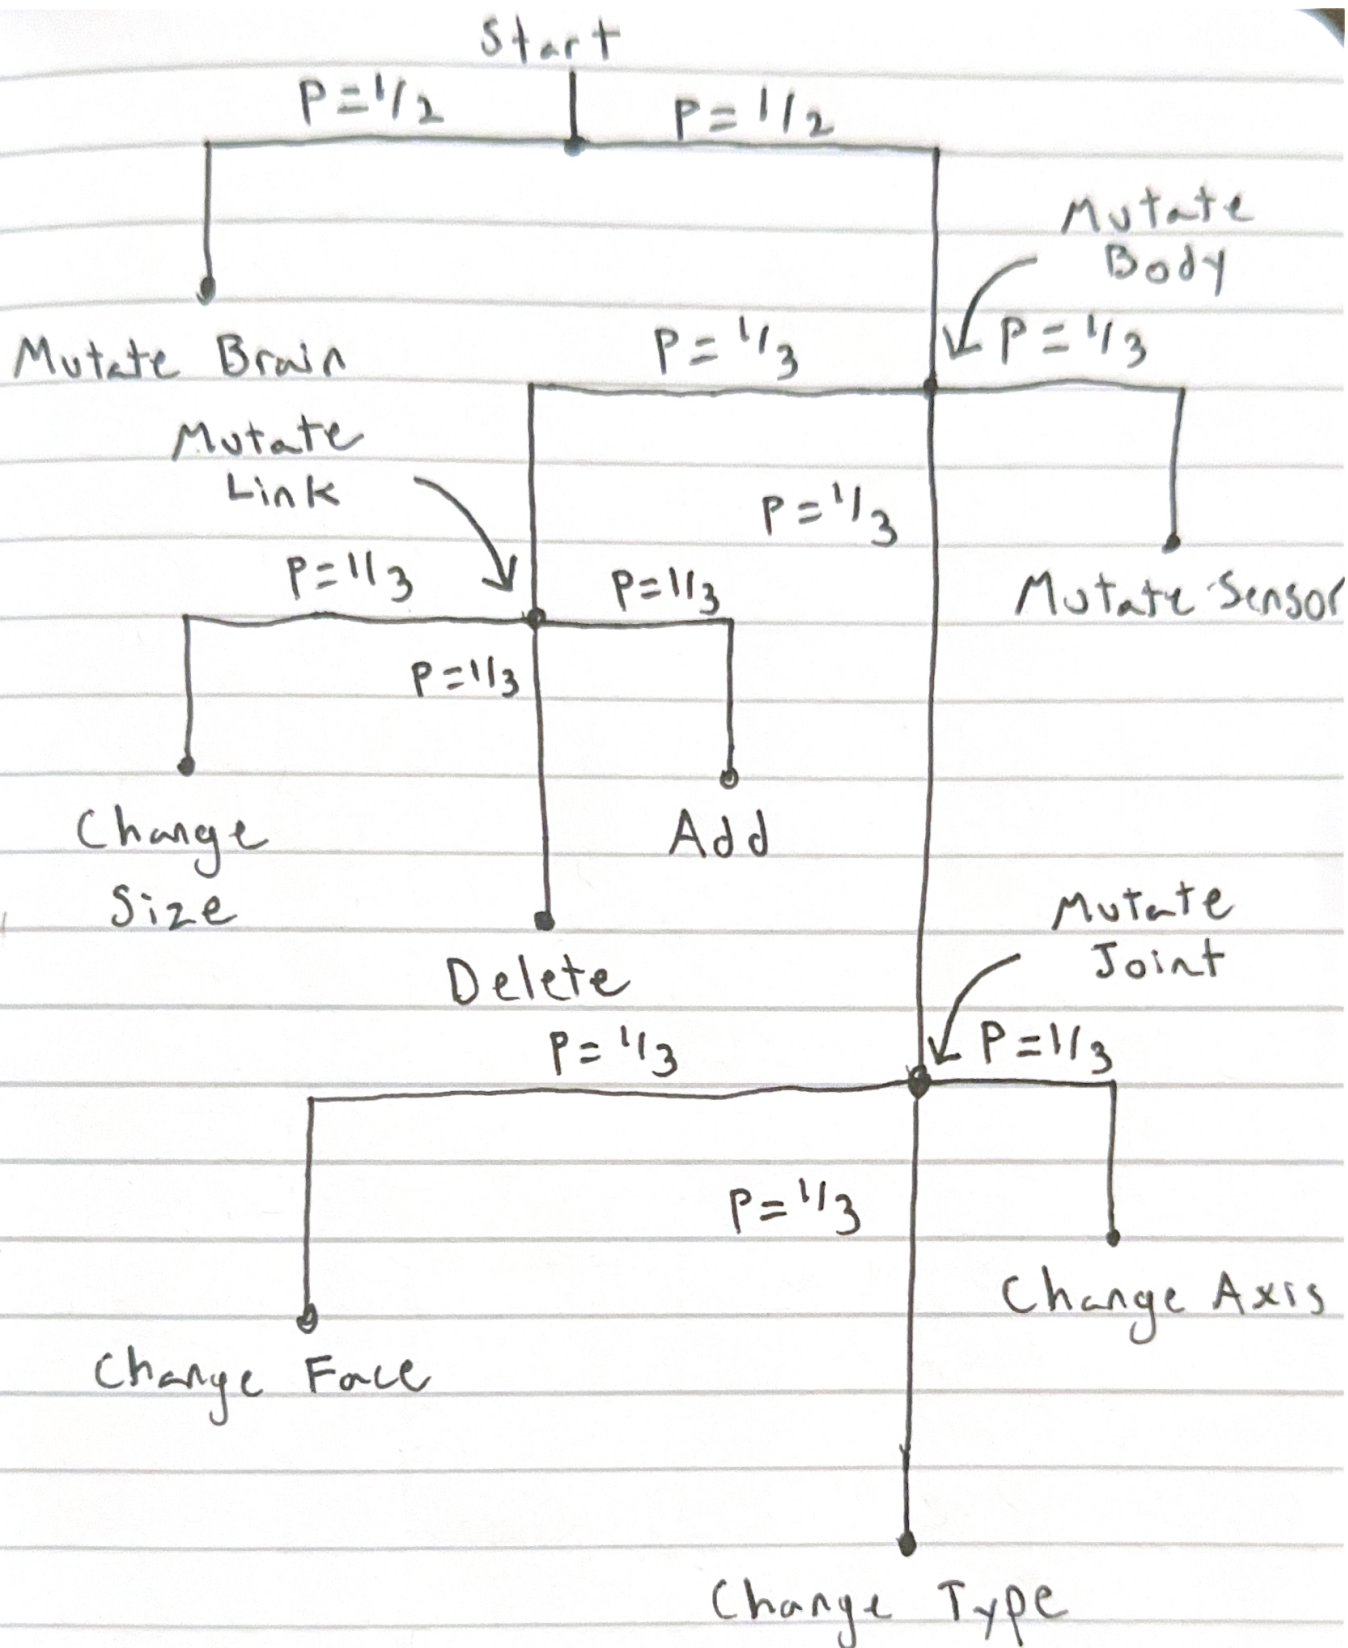 Start
P=1/2
P=1/2
Mutate
Body
P=1/3
P=1/3
Mutate Brain
Mutate
Link
P=1/3
P=1/3
P=1/3
Mutate Sensor
P=1/3
Change
Size
Add
Delete
Mutate
Joint
P=1/3
P=1/3
P=1/3
Change Axis
Change Face
Change Type